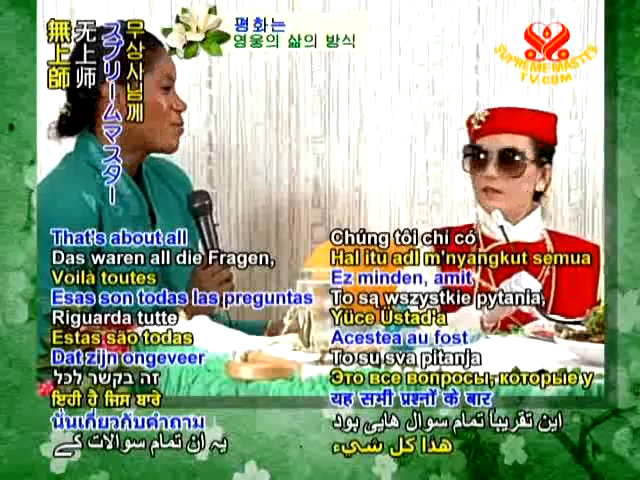 無上師
无上师
スプリームマスター
무상사님께
평화는
영웅의 삶의 방식
SUPREME MASTER
TV.COM
That's about all
Das waren all die Fragen,
Voilà toutes
Esas son todas las preguntas
Riguarda tutte
Estas são todas
Dat zijn ongeveer
זה בקשר לכל
ਇਹੀ ਹੈ ਜਿਸ ਬਾਰੇ
นั่นเกี่ยวกับคำถาม
یہ ان تمام سوالات کے
Chúng tôi chỉ có
Hal itu adl m'nyangkut semua
Ez minden, amit
To są wszystkie pytania,
Yüce Üstad'a
Acestea au fost
To su sva pitanja
Это все вопросы, которые у
यह सभी प्रश्नों के बार
این تقریباً تمام سوال هایی بود
هذا كل شيء